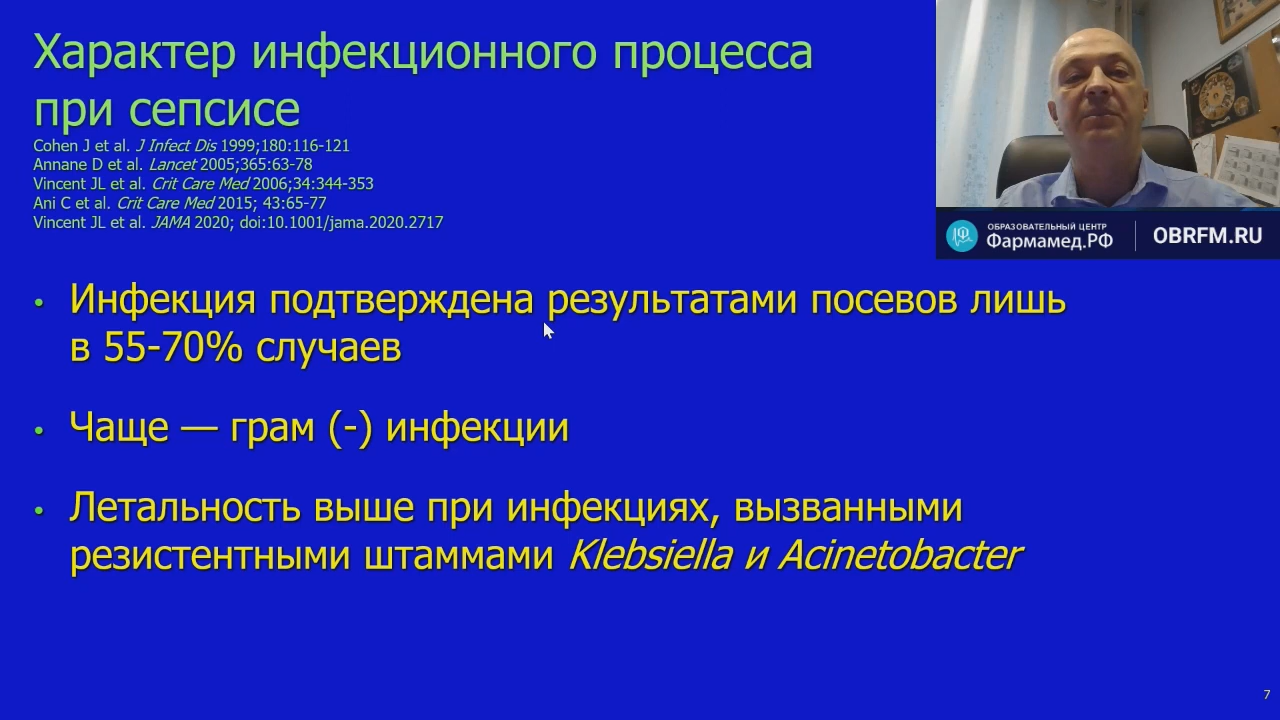 Характер инфекционного процесса
при сепсисе
Cohen J et al. J Infect Dis 1999;180:116-121
Annane D et al. Lancet 2005;365:63-78
Vincent JL et al. Crit Care Med 2006;34:344-353
Ani C et al. Crit Care Med 2015; 43:65-77
Vincent JL et al. JAMA 2020; doi:10.1001/jama.2020.2717
ОБРАЗОВАТЕЛЬНЫЙ ЦЕНТР
Фармамед.РФ
OBRFM.RU
• Инфекция подтверждена результатами посевов лишь
в 55-70% случаев
• Чаще — грам (-) инфекции
• Летальность выше при инфекциях, вызванными
резистентными штаммами Klebsiella и Acinetobacter
7